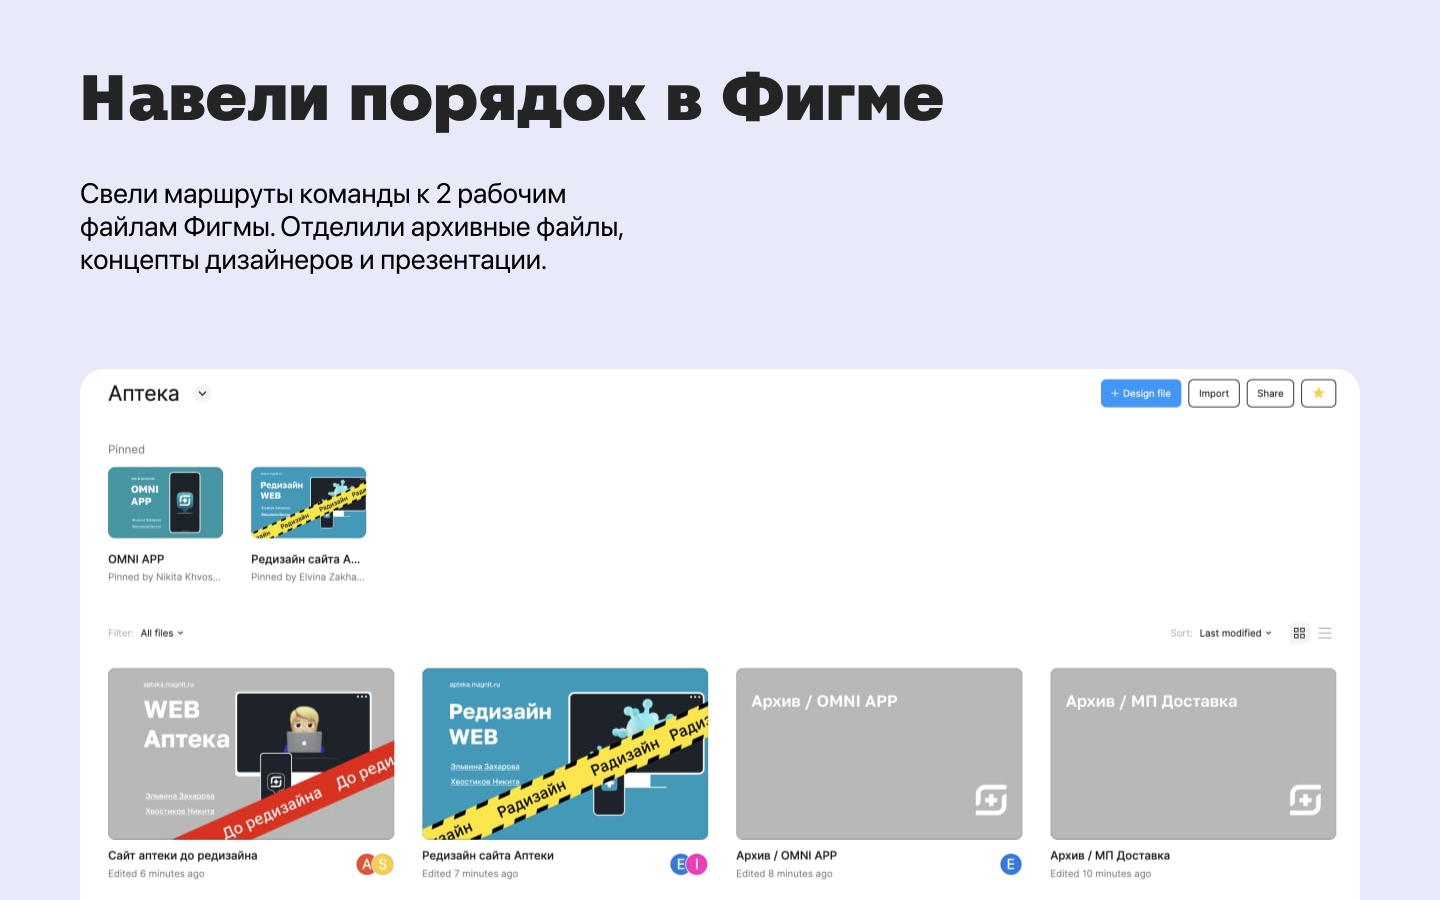 Навели порядок в Фигме
Свели маршруты команды к 2 рабочим
файлам Фигмы. Отделили архивные файлы,
концепты дизайнеров и презентации.
Аптека
+ Design file
Import
Share
Pinned
OMNI
APP
Редизайн
WEB
Редизайн
OMNI APP
Pinned by Nikita Khvos...
Редизайн сайта А...
Pinned by Elvina Zakha...
Filter: All files
Sort: Last modified
apteka.magnit.ru
WEB
Аптека
Эльвина Захарова
Хвостиков Никита
До редизайна До реди
apteka.magnit.ru
Редизайн
WEB
Эльвина Захарова
Хвостиков Никита
зайн Радизайн Радизайн Радиз
Архив / OMNI APP
Архив / МП Доставка
Сайт аптеки до редизайна
Edited 6 minutes ago
A S
Редизайн сайта Аптеки
Edited 7 minutes ago
E I
Архив / OMNI APP
Edited 8 minutes ago
E
Архив / МП Доставка
Edited 10 minutes ago